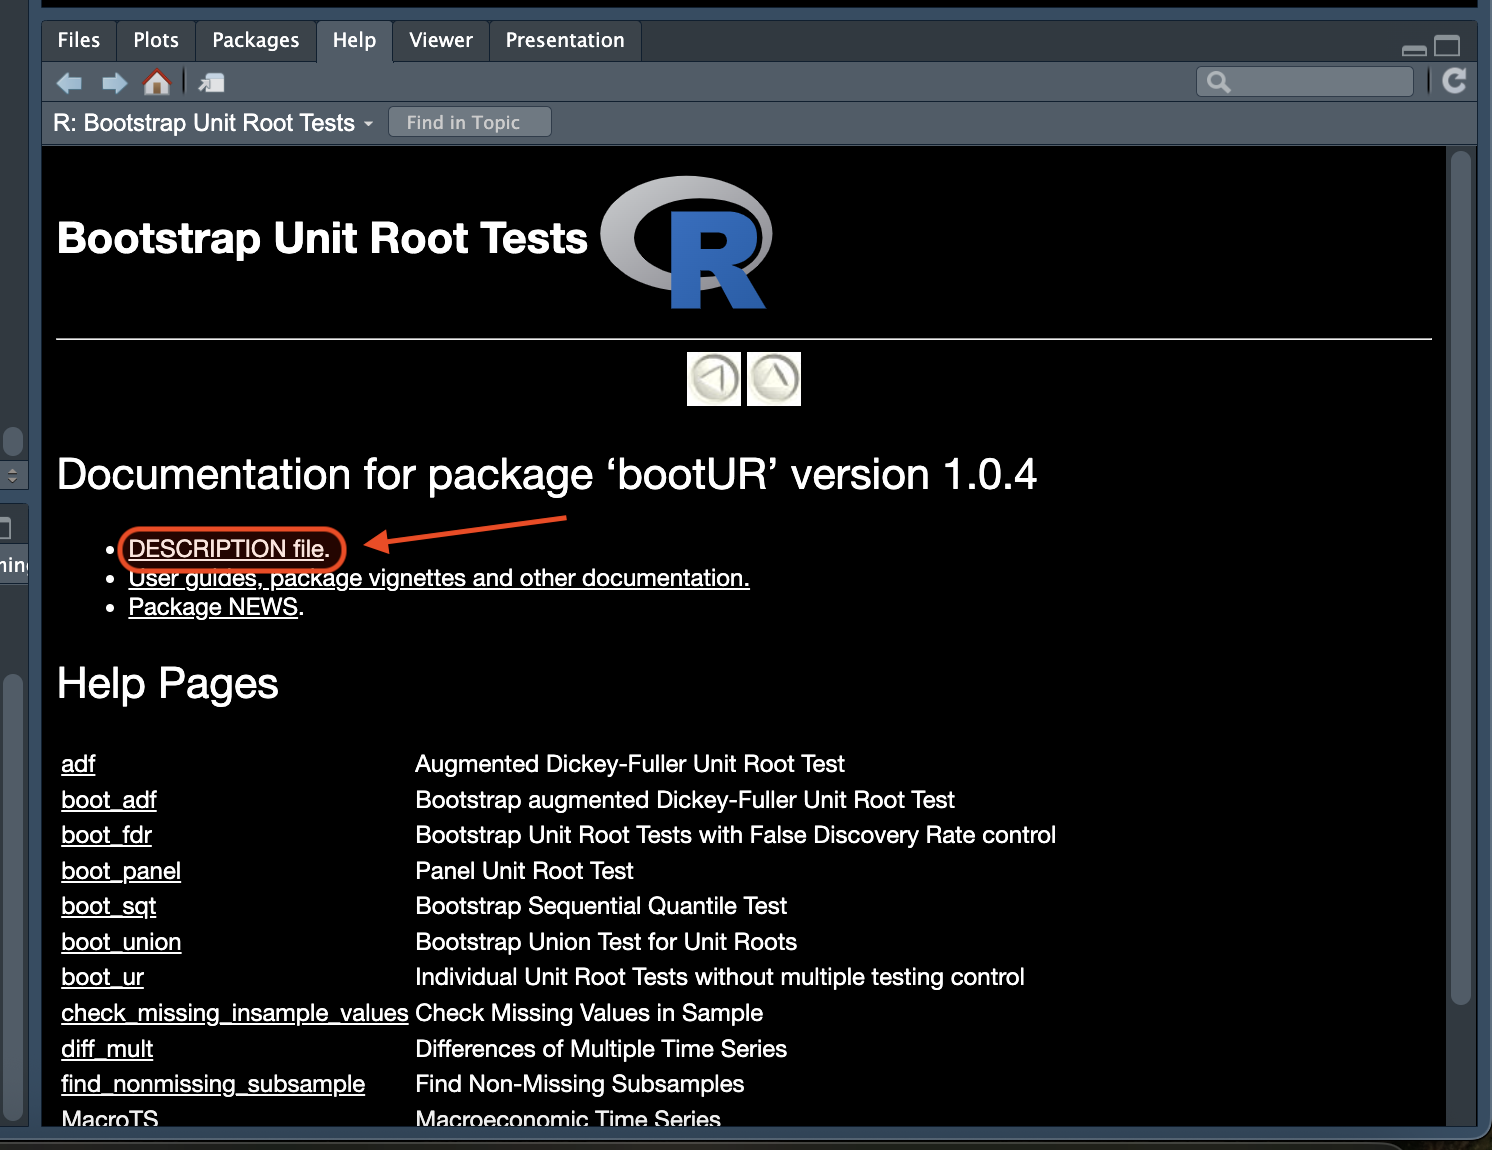 Files Plots Packages Help Viewer Presentation
R: Bootstrap Unit Root Tests Find in Topic
Bootstrap Unit Root Tests R
Documentation for package ‘bootUR’ version 1.0.4
DESCRIPTION file.
User guides, package vignettes and other documentation.
Package NEWS.
Help Pages
adf Augmented Dickey-Fuller Unit Root Test
boot_adf Bootstrap augmented Dickey-Fuller Unit Root Test
boot_fdr Bootstrap Unit Root Tests with False Discovery Rate control
boot_panel Panel Unit Root Test
boot_sqt Bootstrap Sequential Quantile Test
boot_union Bootstrap Union Test for Unit Roots
boot_ur Individual Unit Root Tests without multiple testing control
check_missing_insample_values Check Missing Values in Sample
diff_mult Differences of Multiple Time Series
find_nonmissing_subsample Find Non-Missing Subsamples
MacroTS Macroeconomic Time Series